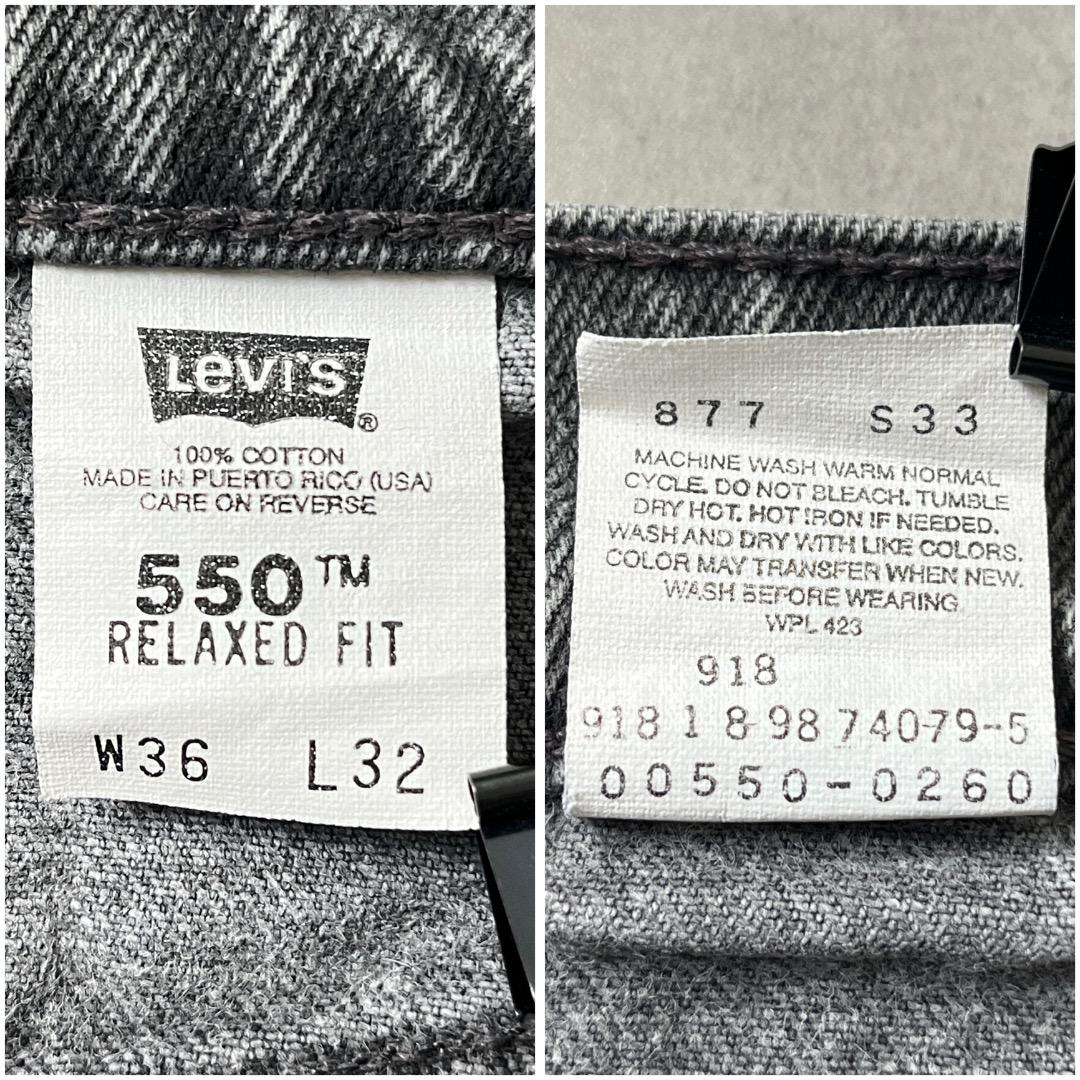 Levi's®
100% COTTON
MADE IN PUERTO RICO (USA)
CARE ON REVERSE
550™
RELAXED FIT
W36 L32
877 S33
MACHINE WASH WARM NORMAL
CYCLE. DO NOT BLEACH. TUMBLE
DRY HOT. HOT IRON IF NEEDED.
WASH AND DRY WITH LIKE COLORS.
COLOR MAY TRANSFER WHEN NEW.
WASH BEFORE WEARING
WPL 423
918
918 1 8-98 740-79-5
00550-0260